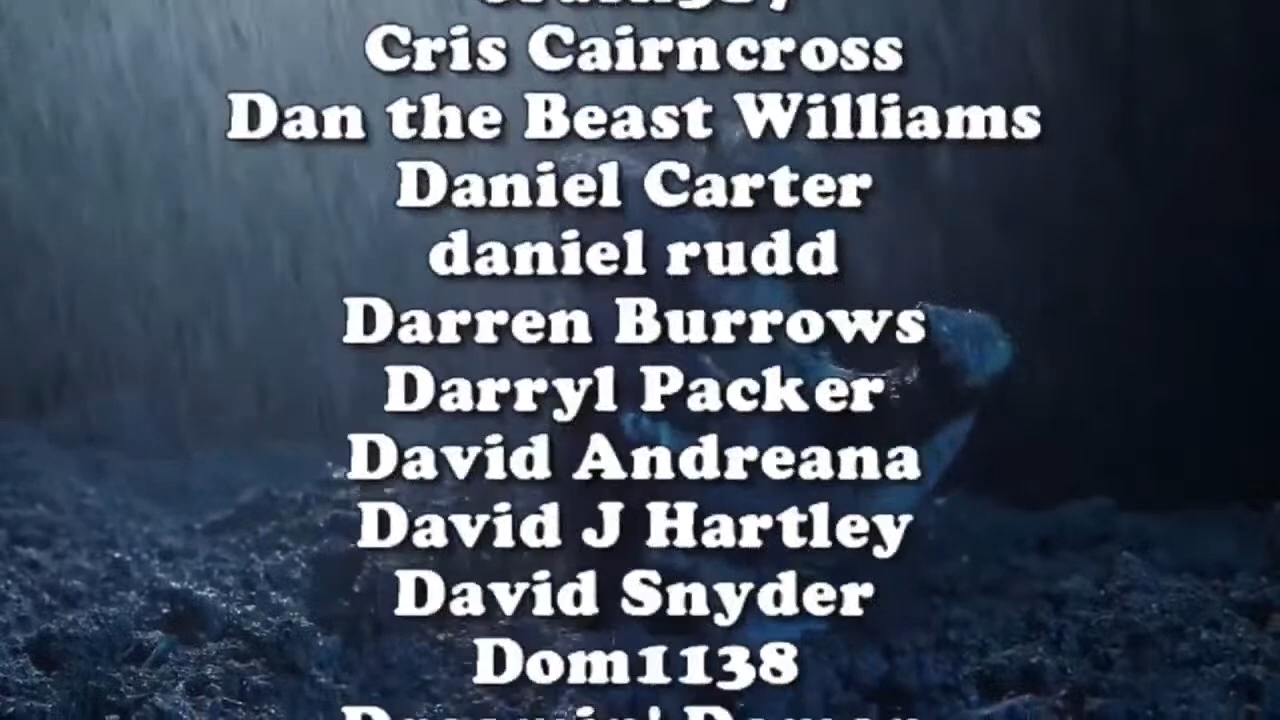 Cris Cairncross
Dan the Beast Williams
Daniel Carter
daniel rudd
Darren Burrows
Darryl Packer
David Andreana
David J Hartley
David Snyder
Dom1138